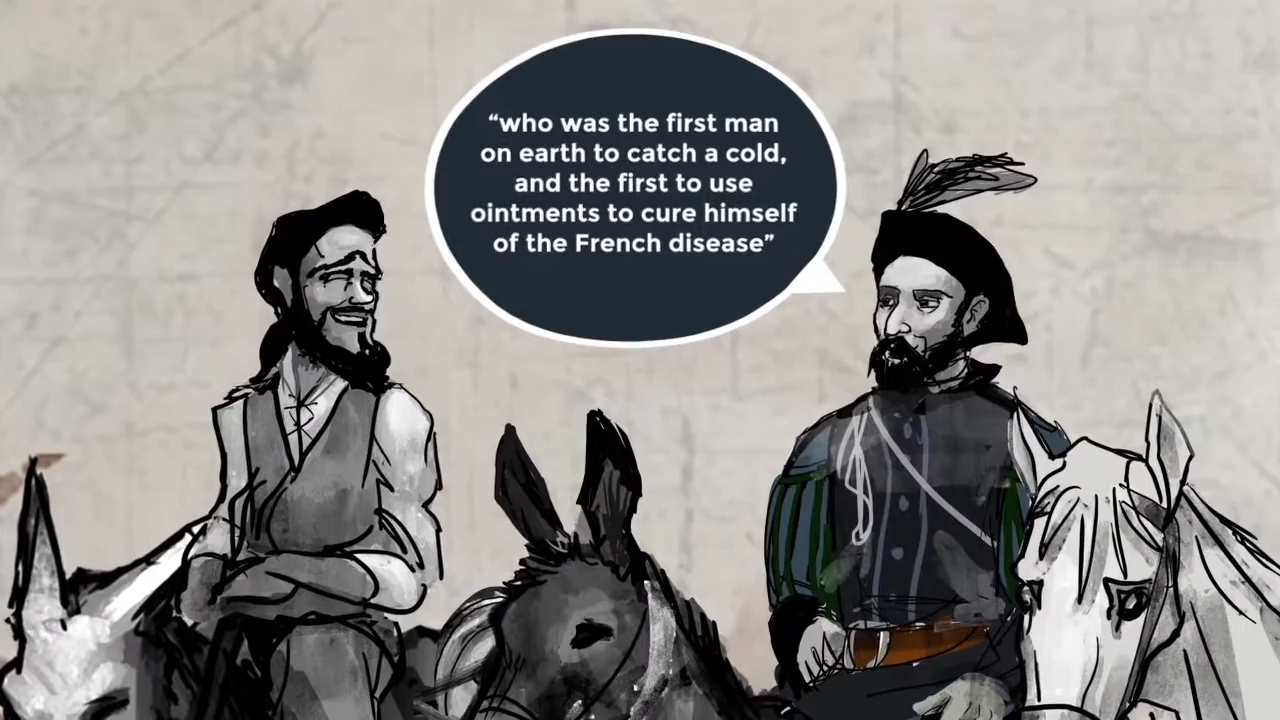 “who was the first man
on earth to catch a cold,
and the first to use
ointments to cure himself
of the French disease”